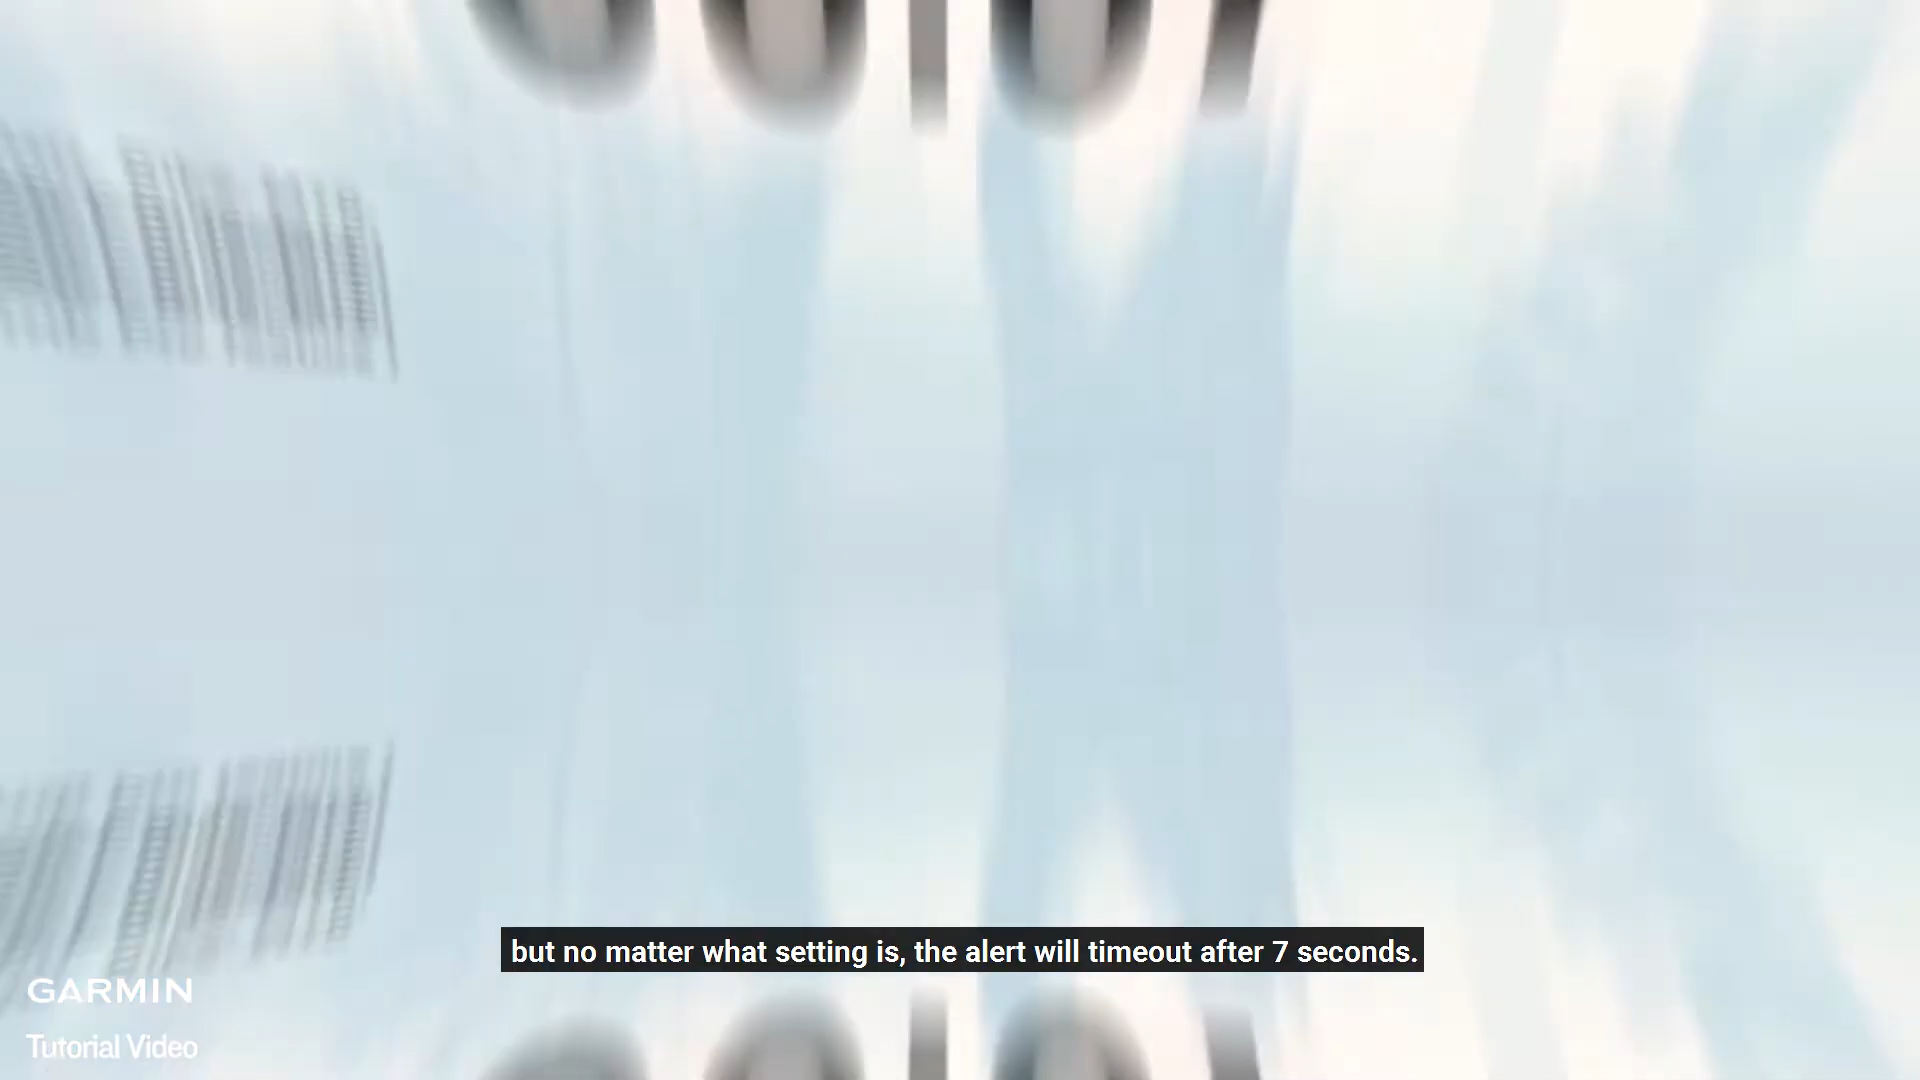 but no matter what setting is, the alert will timeout after 7 seconds.
GARMIN
Tutorial Video